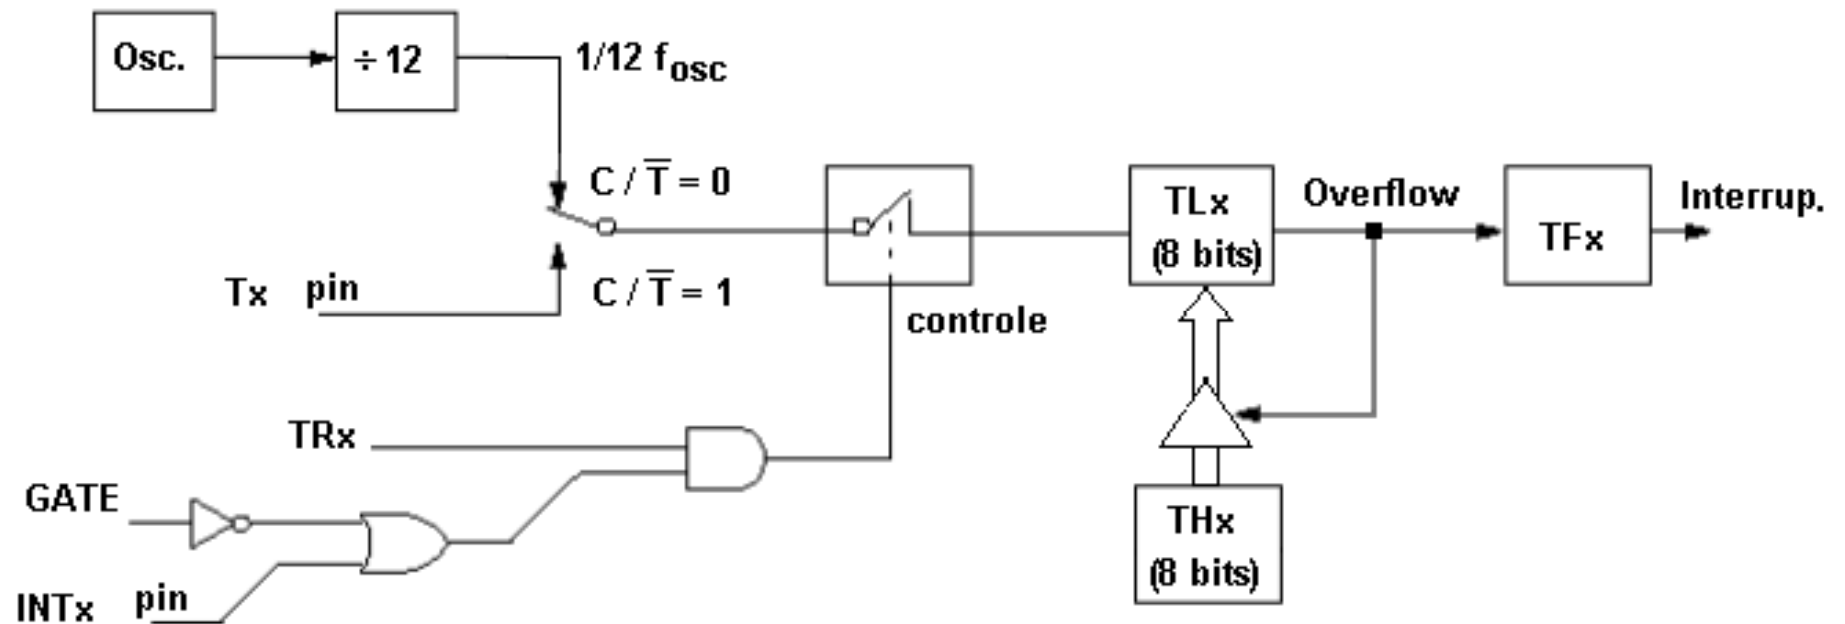 Osc.
÷ 12
1/12 fOSC
C / T̅ = 0
TLx
(8 bits)
Overflow
TFx
Interrup.
Tx pin
C / T̅ = 1
controle
TRx
GATE
THx
(8 bits)
INTx pin